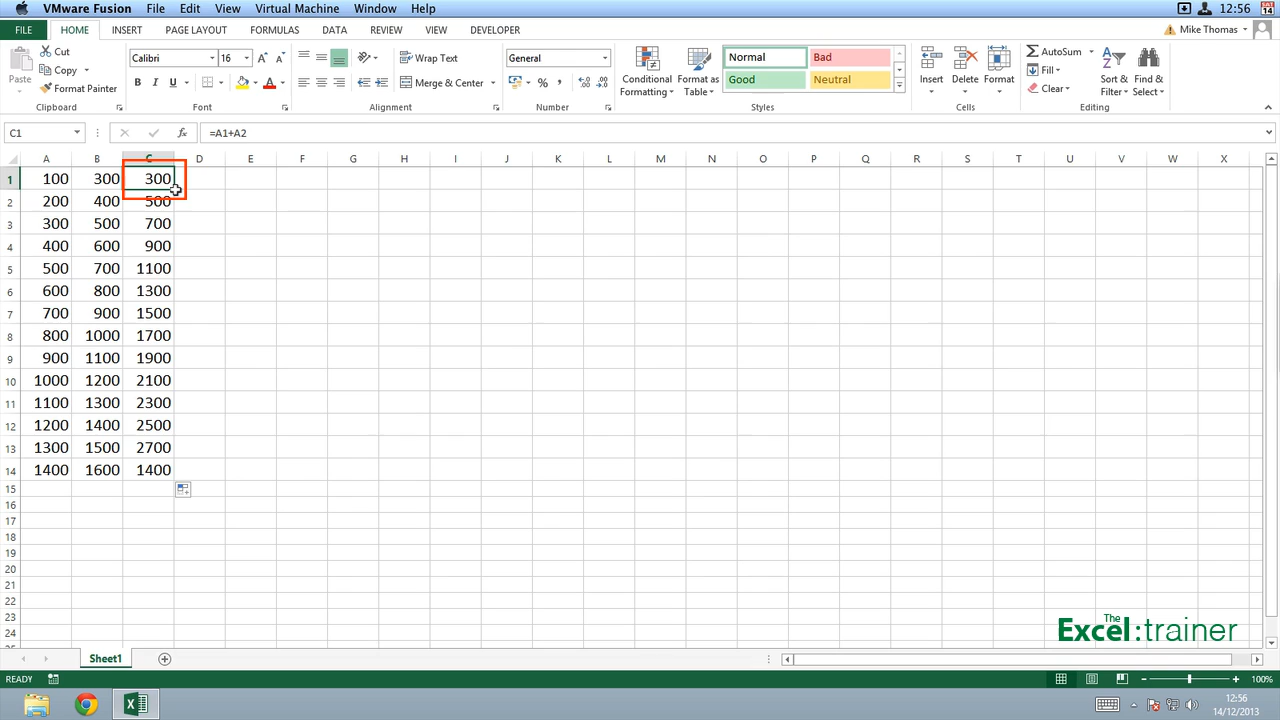 VMware Fusion File Edit View Virtual Machine Window Help 12:56 SAT 14
FILE HOME INSERT PAGE LAYOUT FORMULAS DATA REVIEW VIEW DEVELOPER Mike Thomas
Paste Cut Copy Format Painter Clipboard
Calibri 16 B I U A Font
Wrap Text Merge & Center Alignment
General % Number
Conditional Formatting Format as Table Normal Bad Good Neutral Styles
Insert Delete Format Cells
AutoSum Fill Clear Sort & Filter Find & Select Editing
C1 fx =A1+A2
A B C D E F G H I J K L M N O P Q R S T U V W X
1 100 300 300
2 200 400 500
3 300 500 700
4 400 600 900
5 500 700 1100
6 600 800 1300
7 700 900 1500
8 800 1000 1700
9 900 1100 1900
10 1000 1200 2100
11 1100 1300 2300
12 1200 1400 2500
13 1300 1500 2700
14 1400 1600 1400
15
16
17
18
19
20
21
22
23
24
The Excel:trainer
Sheet1
READY 100%
12:56
14/12/2013